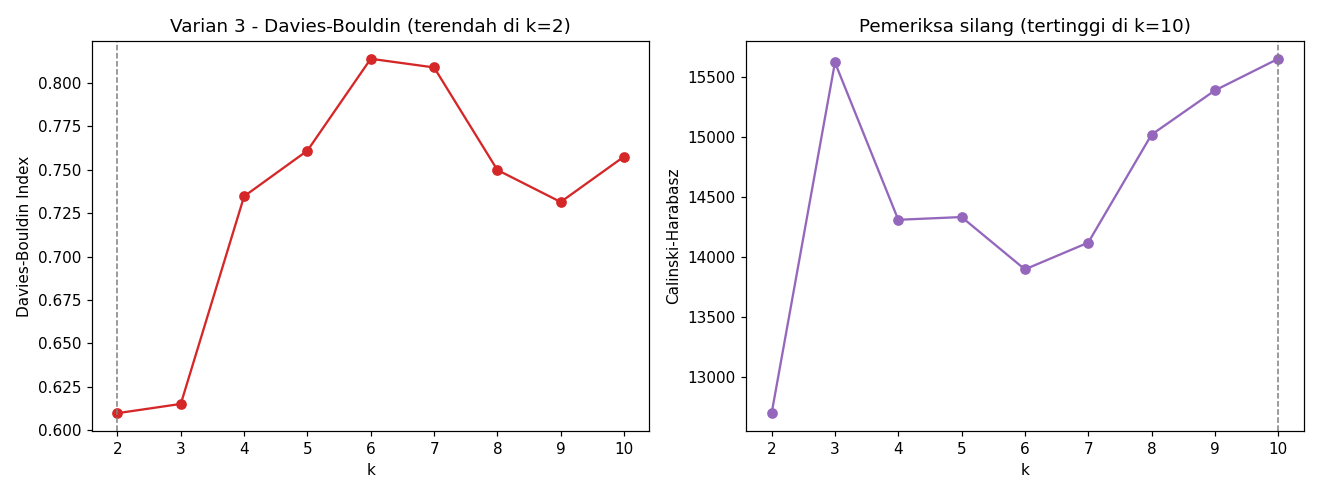 Varian 3 - Davies-Bouldin (terendah di k=2)
Davies-Bouldin Index
0.800
0.775
0.750
0.725
0.700
0.675
0.650
0.625
0.600
2 3 4 5 6 7 8 9 10
k
Pemeriksa silang (tertinggi di k=10)
Calinski-Harabasz
15500
15000
14500
14000
13500
13000
2 3 4 5 6 7 8 9 10
k